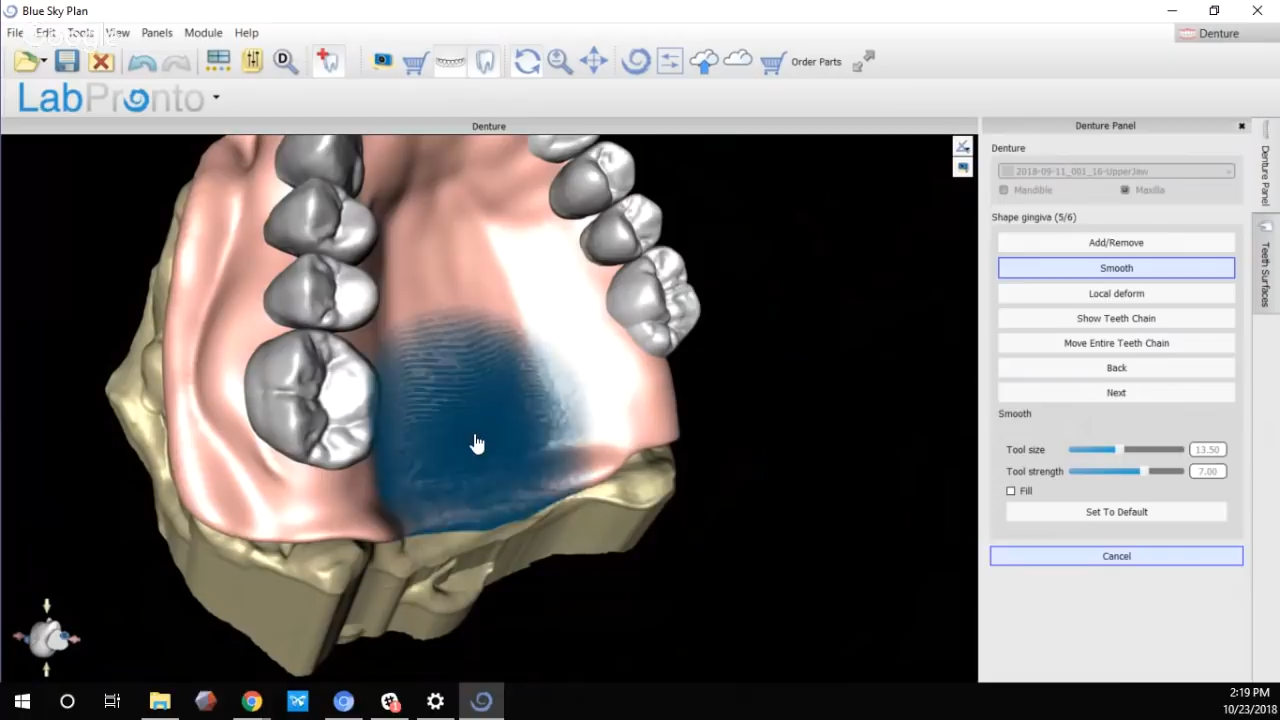 Blue Sky Plan
File Edit Tools View Panels Module Help
Google
Denture
D
Order Parts
LabPronto
Denture
Denture Panel
Denture
2018-09-11_001_16-UpperJaw
Mandible Maxilla
Shape gingiva (5/6)
Add/Remove
Smooth
Local deform
Show Teeth Chain
Move Entire Teeth Chain
Back
Next
Smooth
Tool size 13.50
Tool strength 7.00
Fill
Set To Default
Cancel
Denture Panel
Teeth Surfaces
1
2:19 PM
10/23/2018